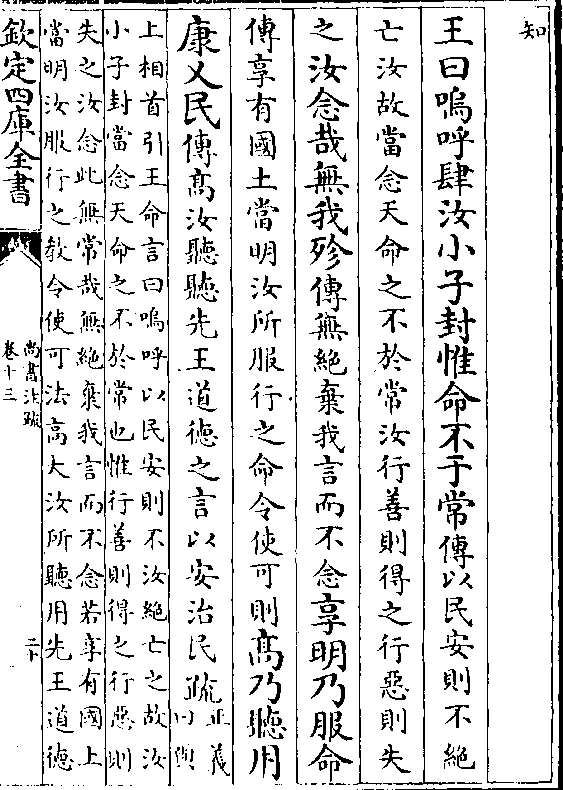 知
王曰嗚呼肆汝小子封惟命不于常傳以民安則不絶
亡汝故當念天命之不於常汝行善則得之行惡則失
之汝念哉無我殄傳無絶棄我言而不念享明乃服命
傳享有國土當明汝所服行之命令使可則高乃聽用
康乂民傳髙汝聽聽先王道德之言以安治民疏
正義
曰與
上相首引王命言曰嗚呼以民安則不汝絶亡之故汝
小子封當念天命之不於常也惟行善則得之行惡則
失之汝念此無常哉無絶棄我言而不念若享有國土
當明汝服行之教令使可法高大汝所聽用先王道德
欽定四庫全書
尚書注疏
卷十三